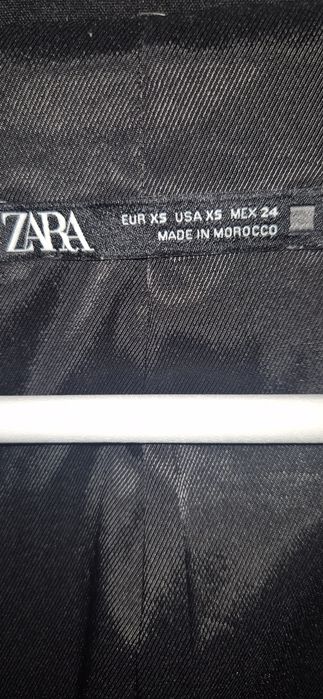 ZARA
EUR XS USA XS MEX 24
MADE IN MOROCCO